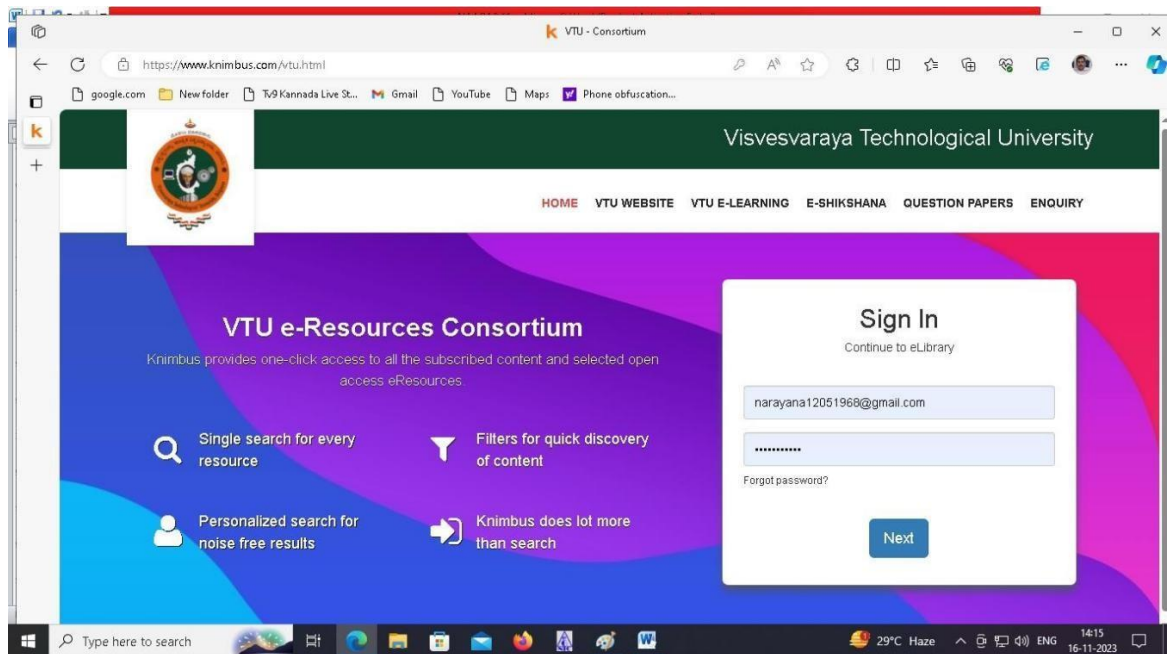 VTU - Consortium
https://www.knimbus.com/vtu.html
google.com New folder Tv9 Kannada Live St... Gmail YouTube Maps Phone obfuscation...
Visvesvaraya Technological University
HOME VTU WEBSITE VTU E-LEARNING E-SHIKSHANA QUESTION PAPERS ENQUIRY
VTU e-Resources Consortium
Knimbus provides one-click access to all the subscribed content and selected open
access eResources.
Single search for every
resource
Filters for quick discovery
of content
Personalized search for
noise free results
Knimbus does lot more
than search
Sign In
Continue to eLibrary
narayana12051968@gmail.com
Forgot password?
Next
Type here to search
29°C Haze
ENG
14:15
16-11-2023